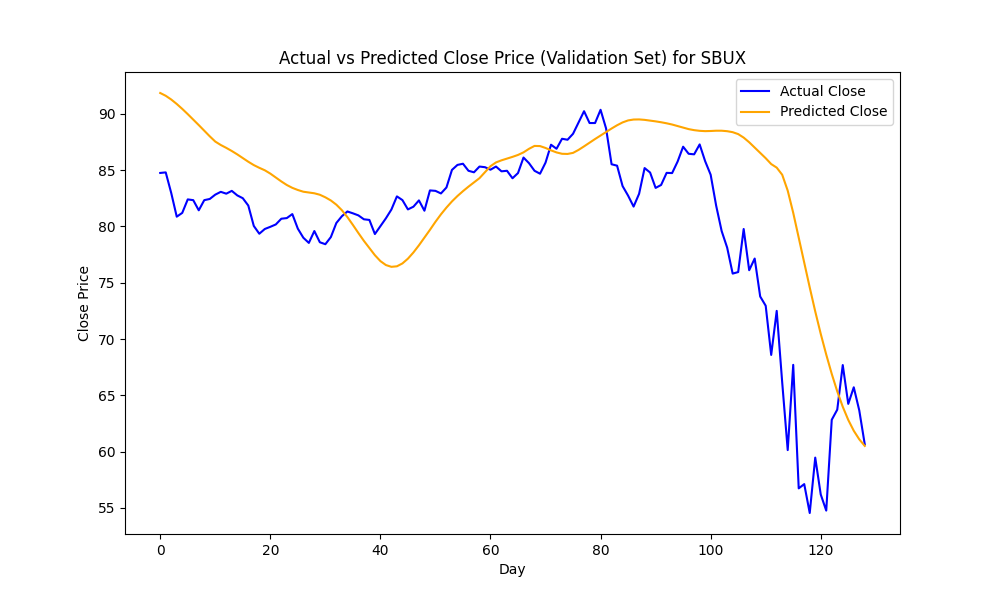 Actual vs Predicted Close Price (Validation Set) for SBUX
Actual Close
Predicted Close
Close Price
90
85
80
75
70
65
60
55
0 20 40 60 80 100 120
Day